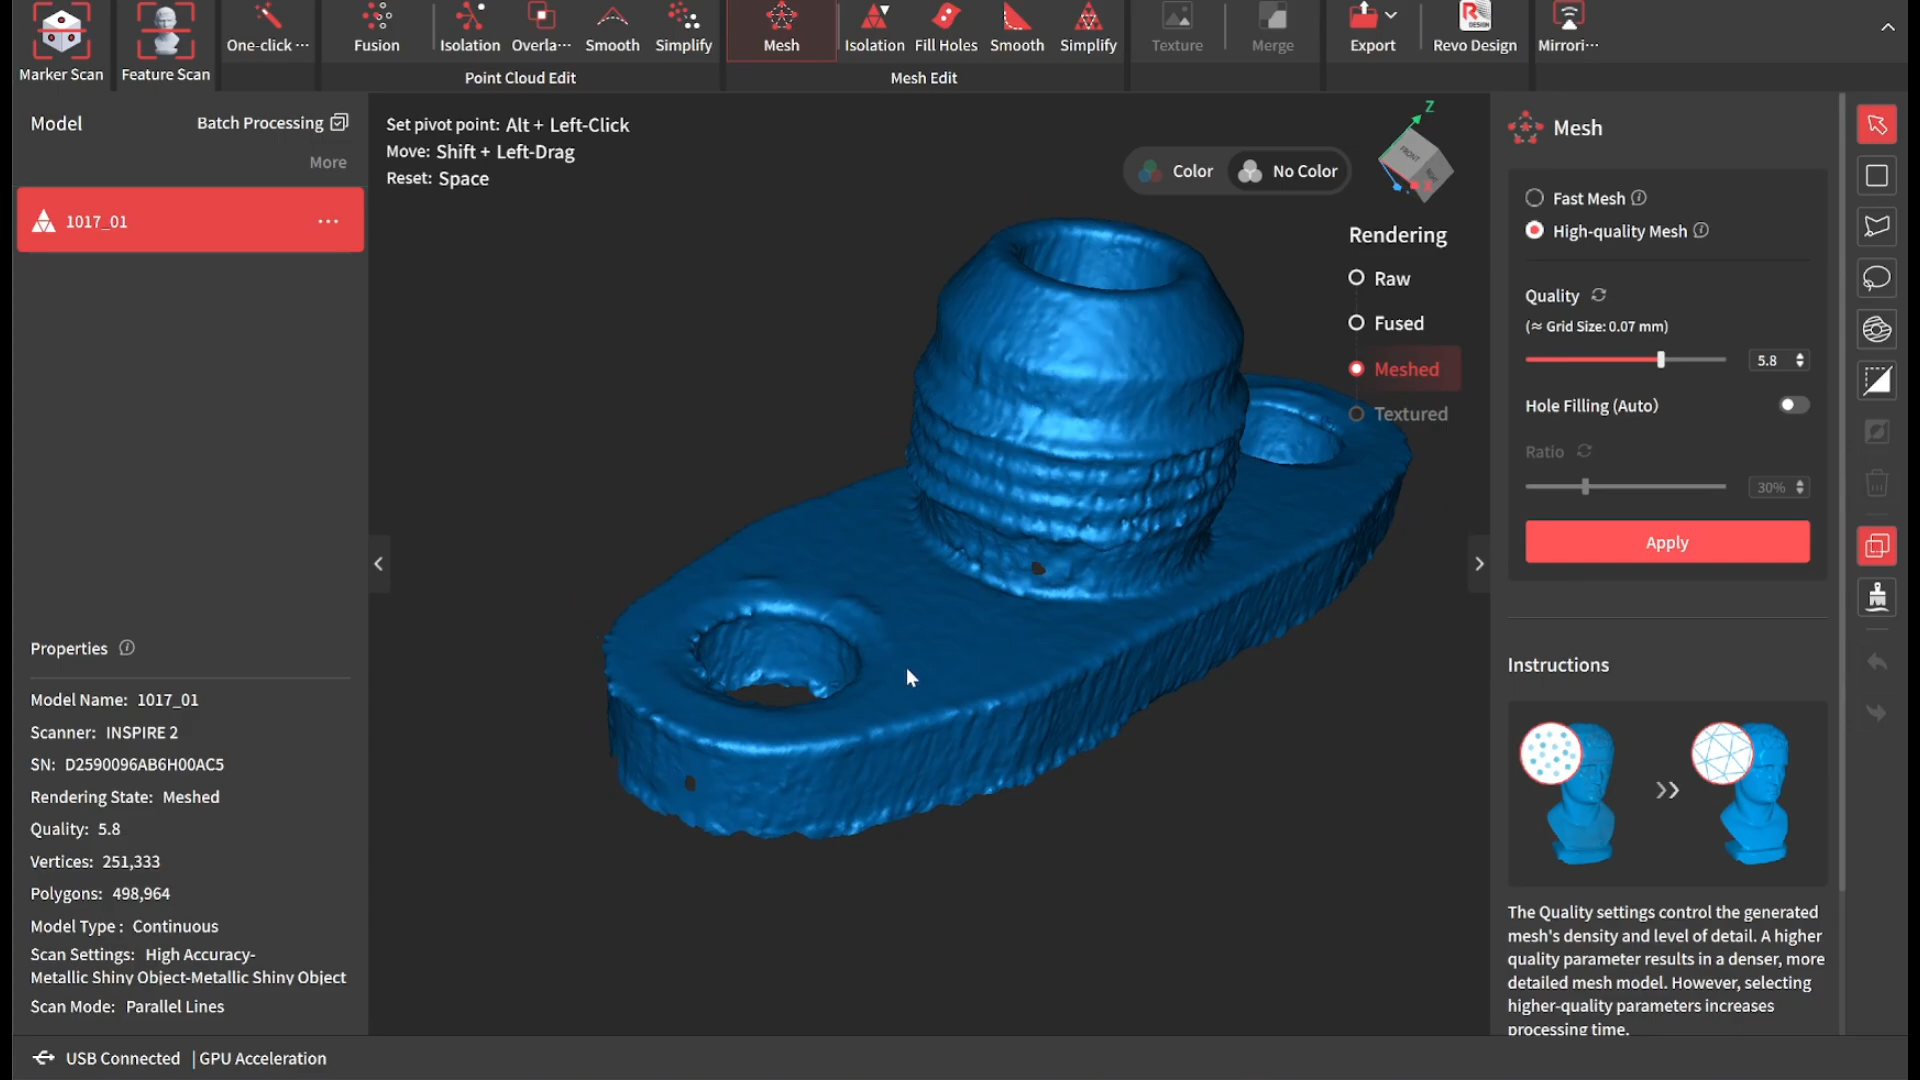 Marker Scan
Feature Scan
One-click ···
Fusion
Isolation
Overla···
Smooth
Simplify
Point Cloud Edit
Mesh
Isolation
Fill Holes
Smooth
Simplify
Mesh Edit
Texture
Merge
Export
Revo Design
Mirrori···
Model
Batch Processing
More
1017_01
Set pivot point: Alt + Left-Click
Move: Shift + Left-Drag
Reset: Space
Color
No Color
Z
FRONT
Rendering
Raw
Fused
Meshed
Textured
Mesh
Fast Mesh
High-quality Mesh
Quality
(≈ Grid Size: 0.07 mm)
5.8
Hole Filling (Auto)
Ratio
30%
Apply
Instructions
The Quality settings control the generated
mesh's density and level of detail. A higher
quality parameter results in a denser, more
detailed mesh model. However, selecting
higher-quality parameters increases
processing time.
Properties
Model Name: 1017_01
Scanner: INSPIRE 2
SN: D2590096AB6H00AC5
Rendering State: Meshed
Quality: 5.8
Vertices: 251,333
Polygons: 498,964
Model Type : Continuous
Scan Settings: High Accuracy-
Metallic Shiny Object-Metallic Shiny Object
Scan Mode: Parallel Lines
USB Connected | GPU Acceleration